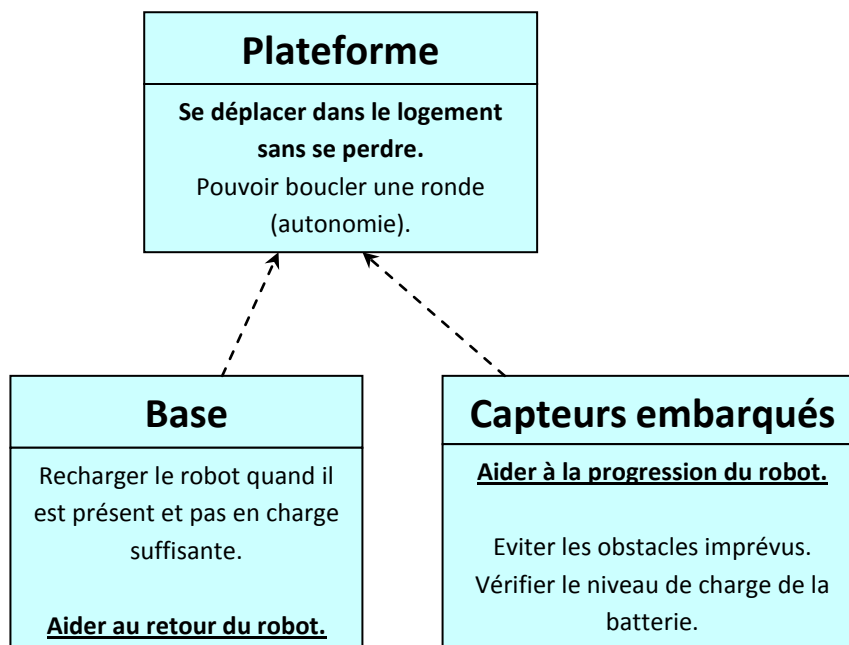 Plateforme
Se déplacer dans le logement
sans se perdre.
Pouvoir boucler une ronde
(autonomie).
Base
Recharger le robot quand il
est présent et pas en charge
suffisante.
Aider au retour du robot.
Capteurs embarqués
Aider à la progression du robot.
Eviter les obstacles imprévus.
Vérifier le niveau de charge de la
batterie.